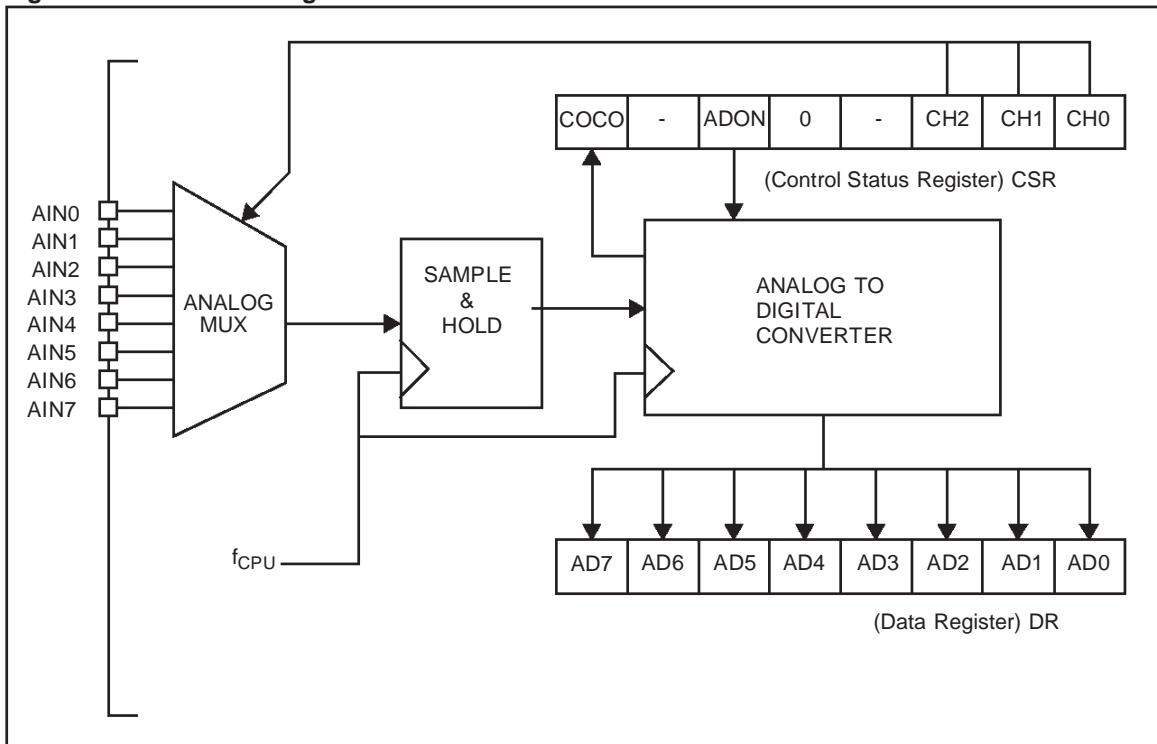 COCO - ADON 0 - CH2 CH1 CH0
(Control Status Register) CSR
AIN0
AIN1
AIN2
AIN3
AIN4
AIN5
AIN6
AIN7
ANALOG
MUX
SAMPLE
&
HOLD
ANALOG TO
DIGITAL
CONVERTER
fCPU
AD7 AD6 AD5 AD4 AD3 AD2 AD1 AD0
(Data Register) DR